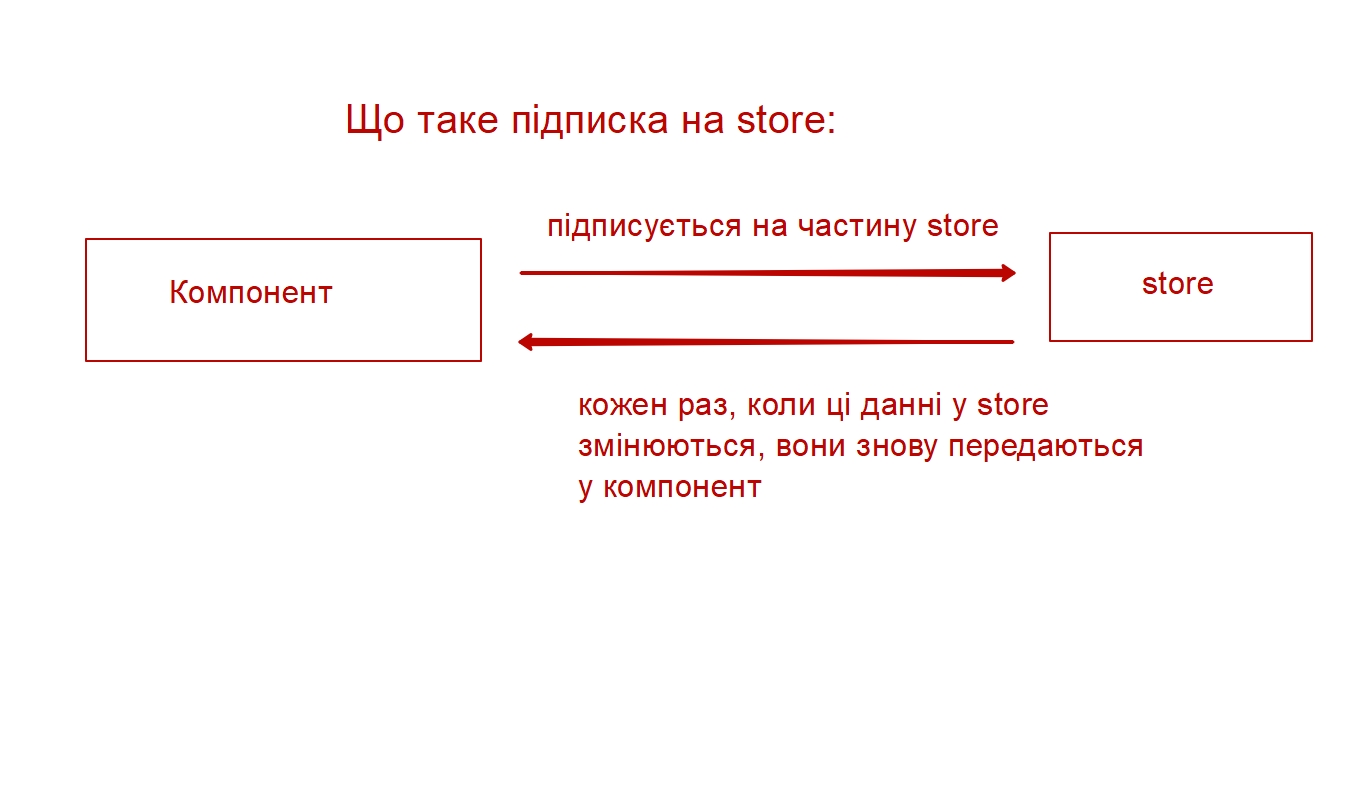 Що таке підписка на store:
підписується на частину store
Компонент
store
кожен раз, коли ці данні у store
змінюються, вони знову передаються
у компонент